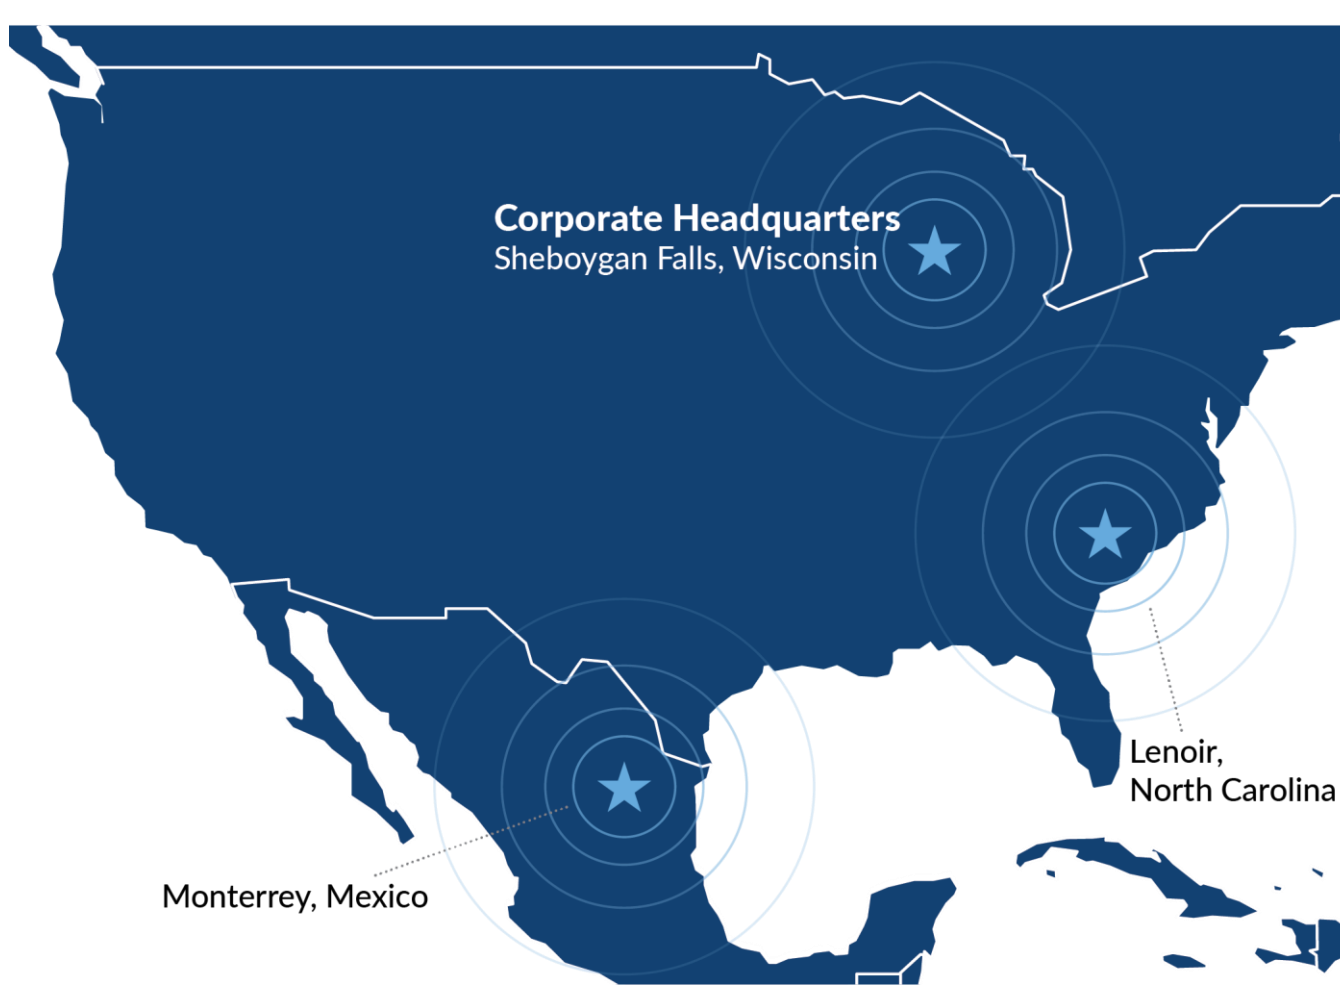 Corporate Headquarters
Sheboygan Falls, Wisconsin
Lenoir,
North Carolina
Monterrey, Mexico